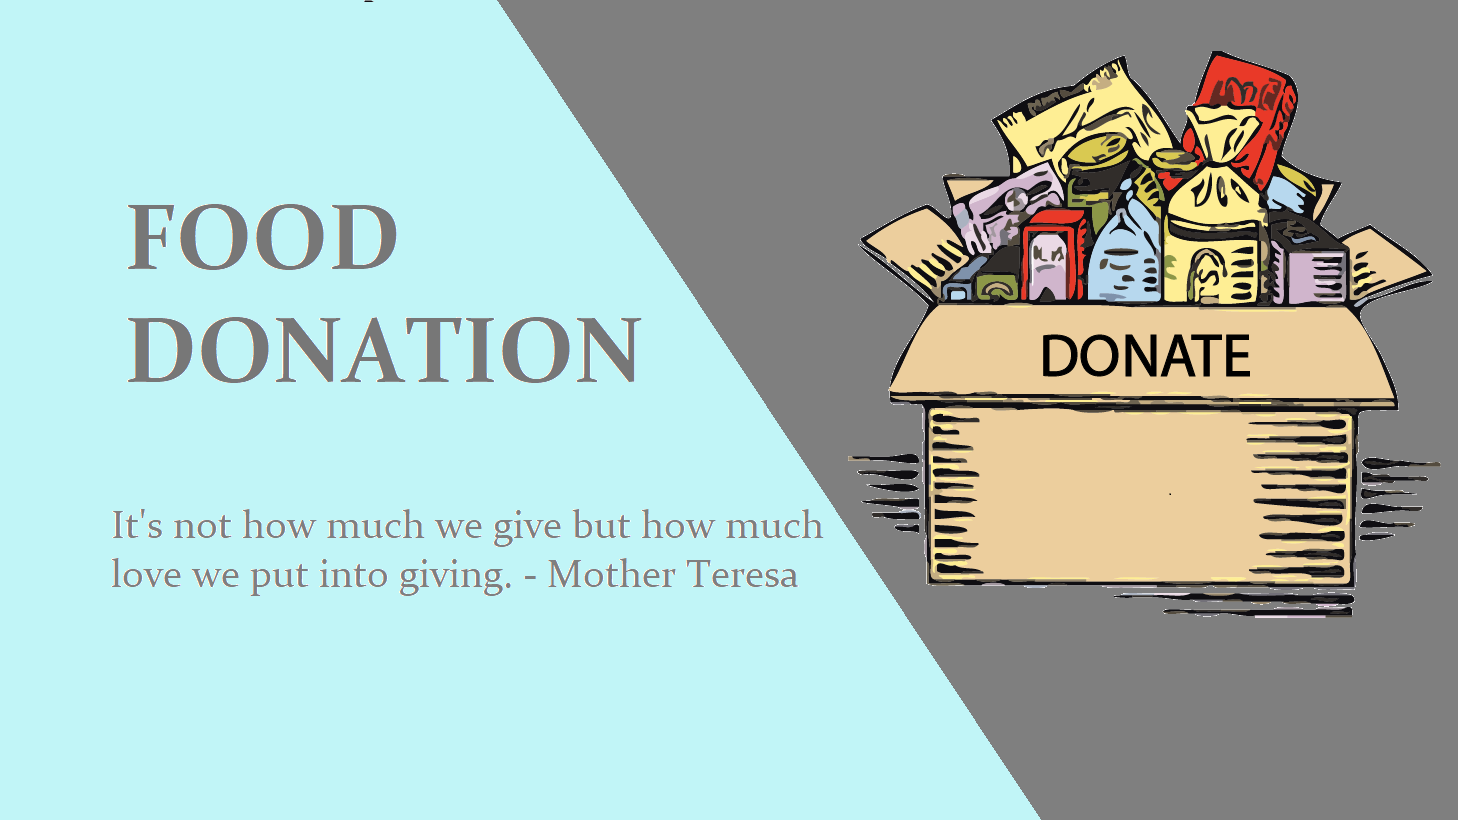 FOOD
DONATION
It's not how much we give but how much
love we put into giving. - Mother Teresa
DONATE